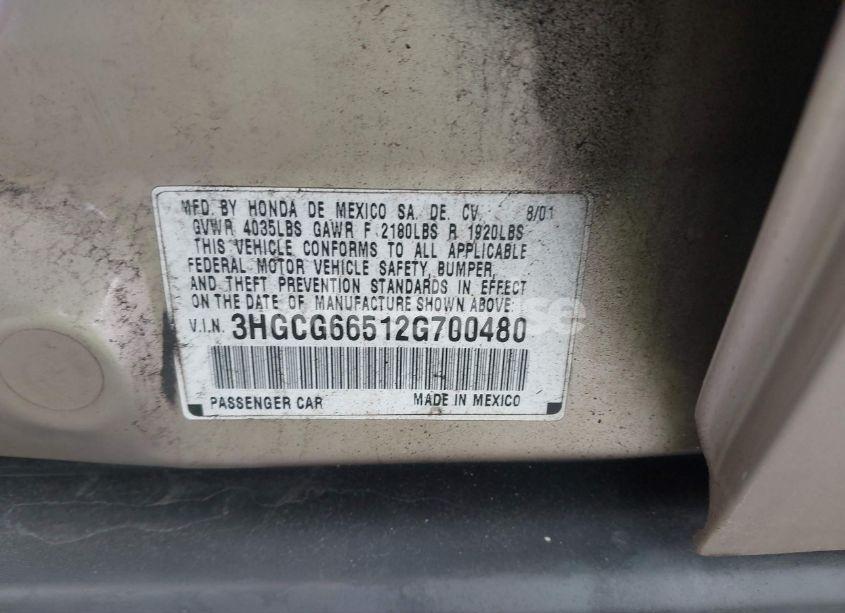 MFD. BY HONDA DE MEXICO SA. DE. CV. 8/01
GVWR 4035LBS GAWR F 2180LBS R 1920LBS
THIS VEHICLE CONFORMS TO ALL APPLICABLE
FEDERAL MOTOR VEHICLE SAFETY, BUMPER,
AND THEFT PREVENTION STANDARDS IN EFFECT
ON THE DATE OF MANUFACTURE SHOWN ABOVE.
V.I.N. 3HGCG66512G700480
PASSENGER CAR MADE IN MEXICO